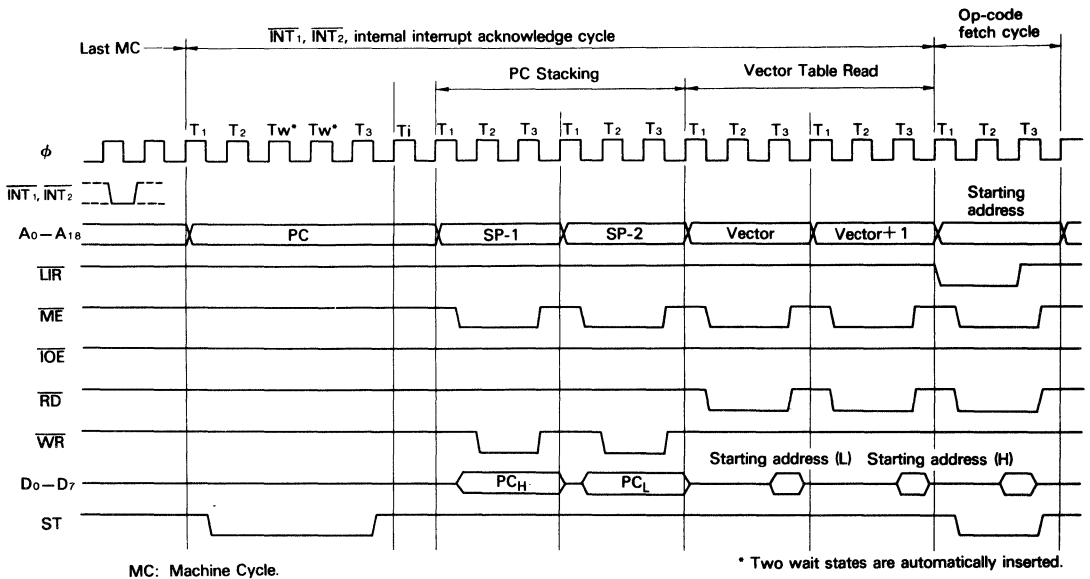 Op-code
fetch cycle
Last MC
INT1, INT2, internal interrupt acknowledge cycle
PC Stacking
Vector Table Read
T1 T2 Tw* Tw* T3 Ti T1 T2 T3 T1 T2 T3 T1 T2 T3 T1 T2 T3 T1 T2 T3
φ
INT1, INT2
Starting
address
A0—A18 PC SP-1 SP-2 Vector Vector+1
LIR
ME
IOE
RD
WR
Starting address (L) Starting address (H)
D0—D7 PCH PCL
ST
MC: Machine Cycle.
* Two wait states are automatically inserted.